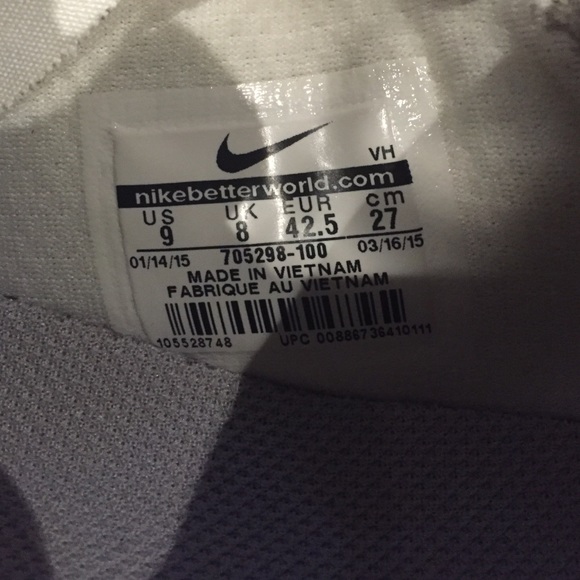 VH
nikebetterworld.com
US UK EUR cm
9 8 42.5 27
01/14/15 705298-100 03/16/15
MADE IN VIETNAM
FABRIQUE AU VIETNAM
105528748 UPC 00886736410111